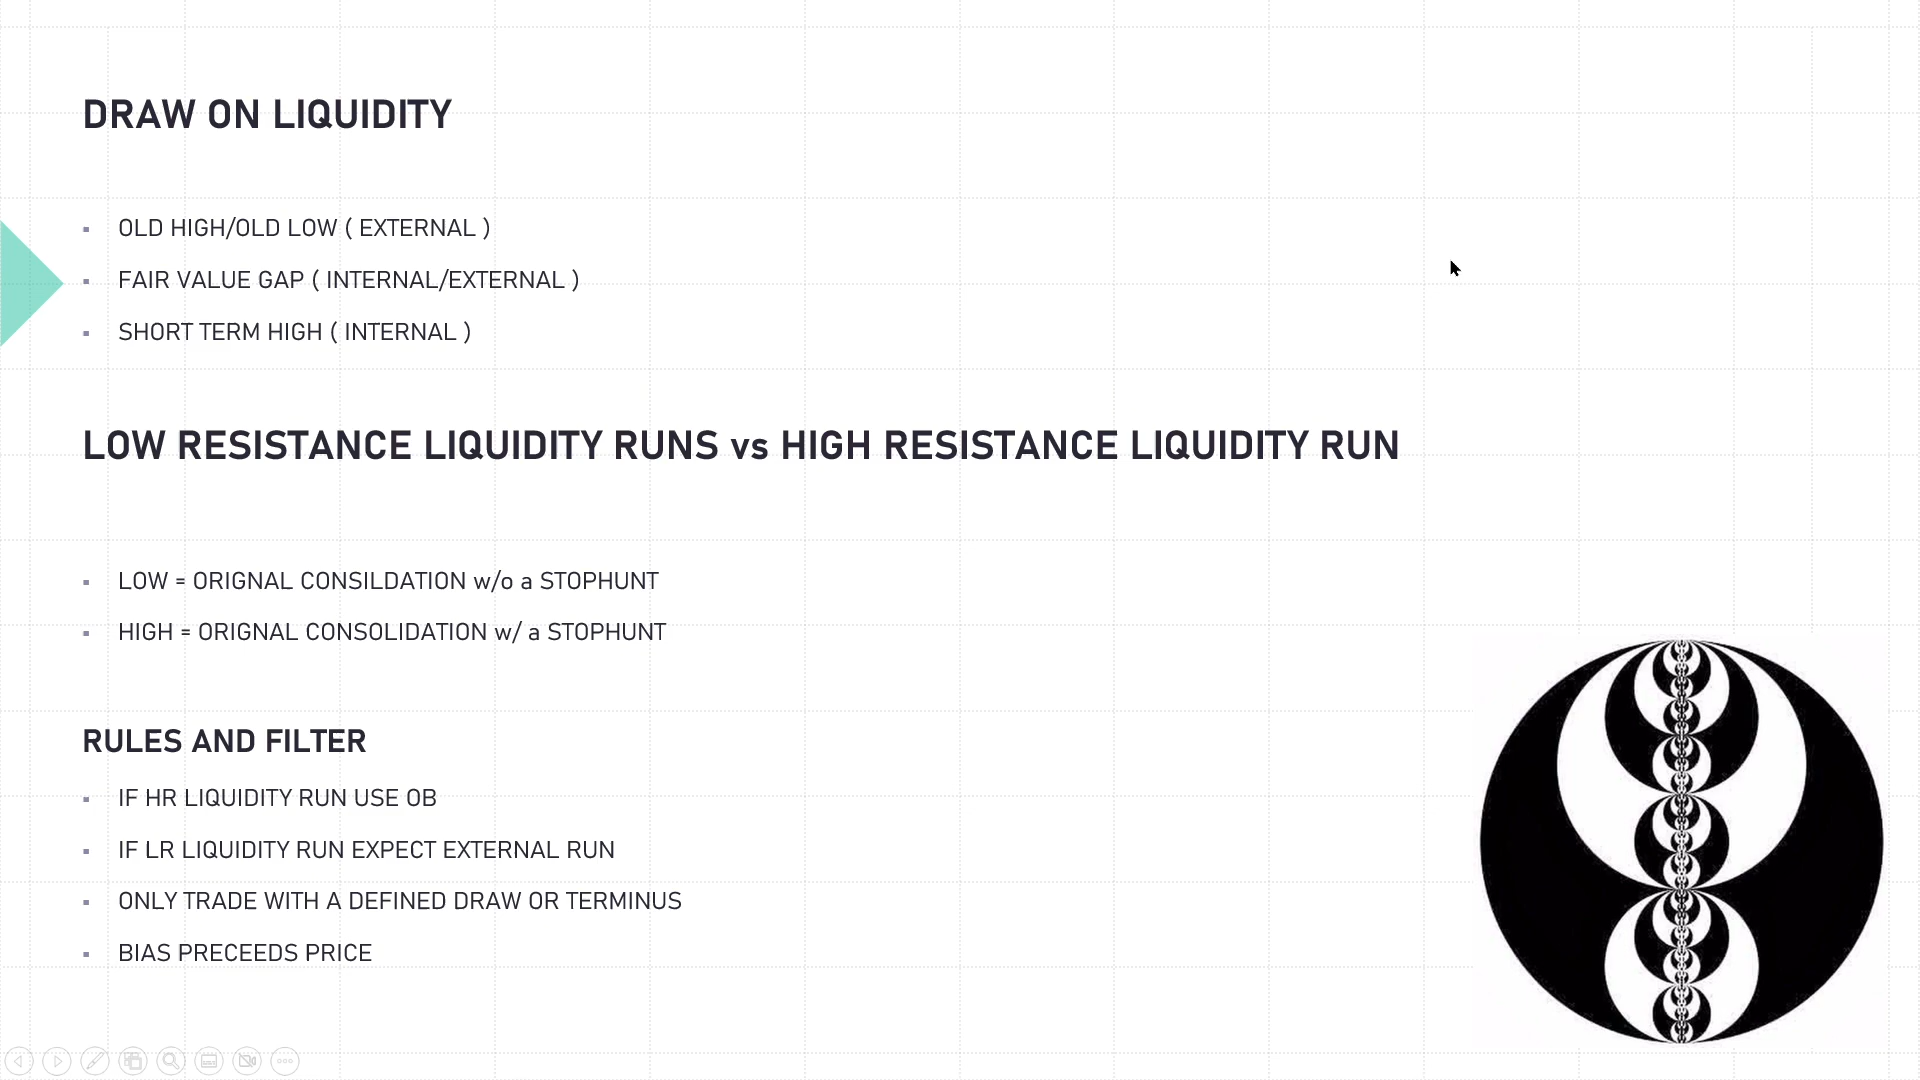 DRAW ON LIQUIDITY
OLD HIGH/OLD LOW ( EXTERNAL )
FAIR VALUE GAP ( INTERNAL/EXTERNAL )
SHORT TERM HIGH ( INTERNAL )
LOW RESISTANCE LIQUIDITY RUNS vs HIGH RESISTANCE LIQUIDITY RUN
LOW = ORIGNAL CONSILDATION w/o a STOPHUNT
HIGH = ORIGNAL CONSOLIDATION w/ a STOPHUNT
RULES AND FILTER
IF HR LIQUIDITY RUN USE OB
IF LR LIQUIDITY RUN EXPECT EXTERNAL RUN
ONLY TRADE WITH A DEFINED DRAW OR TERMINUS
BIAS PRECEEDS PRICE